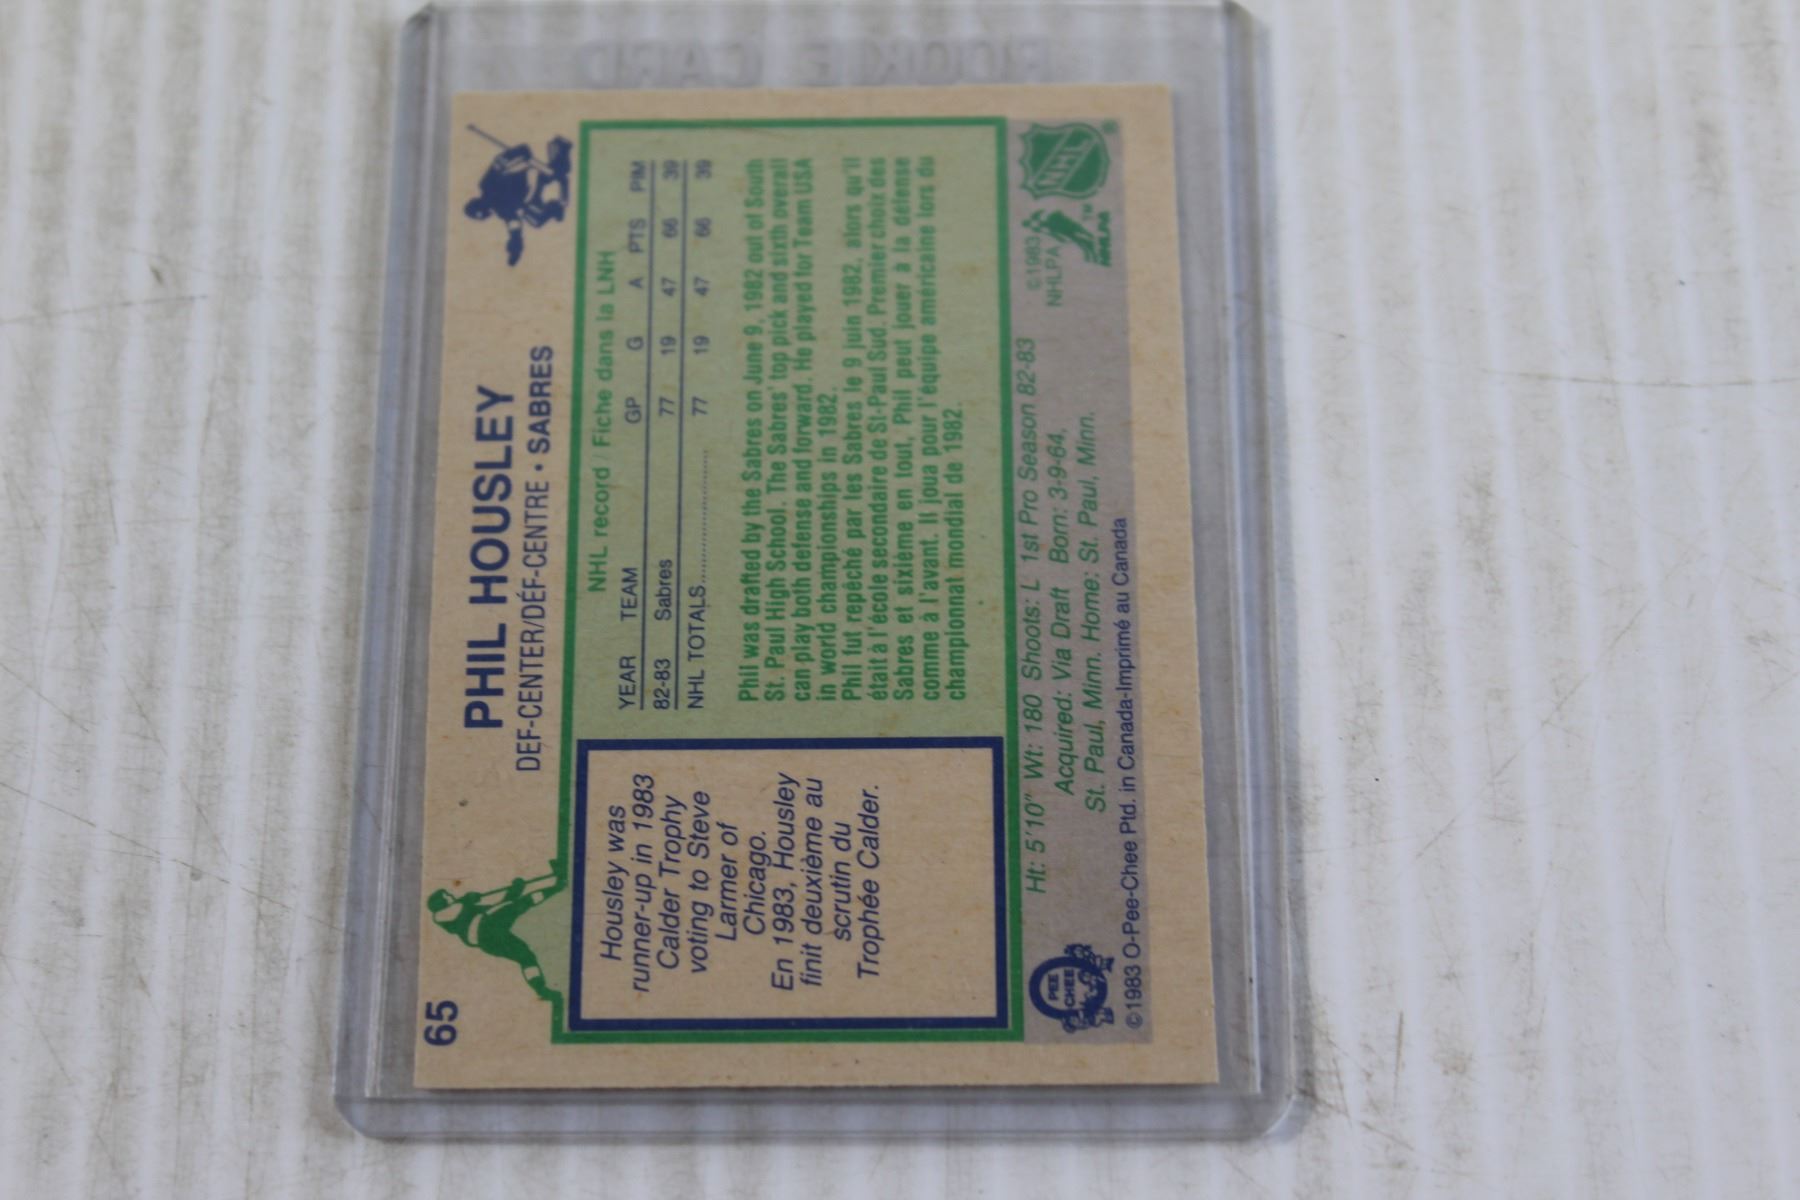 ROOKIE CARD
65
PHIL HOUSLEY
DEF-CENTER/DÉF-CENTRE • SABRES
Housley was
runner-up in 1983
Calder Trophy
voting to Steve
Larmer of
Chicago.
En 1983, Housley
finit deuxième au
scrutin du
Trophée Calder.
NHL record / Fiche dans la LNH
YEAR TEAM GP G A PTS PIM
82-83 Sabres 77 19 47 66 39
NHL TOTALS.................... 77 19 47 66 39
Phil was drafted by the Sabres on June 9, 1982 out of South
St. Paul High School. The Sabres' top pick and sixth overall
can play both defense and forward. He played for Team USA
in world championships in 1982.
Phil fut repêché par les Sabres le 9 juin 1982, alors qu'il
était à l'école secondaire de St-Paul Sud. Premier choix des
Sabres et sixième en tout, Phil peut jouer à la défense
comme à l'avant. Il joua pour l'équipe américaine lors du
championnat mondial de 1982.
Ht: 5'10" Wt: 180 Shoots: L 1st Pro Season 82-83
Acquired: Via Draft Born: 3-9-64,
St. Paul, Minn. Home: St. Paul, Minn.
©1983 O-Pee-Chee Ptd. in Canada-Imprimé au Canada
PEE
CHEE
©1983
NHLPA
NHLPA TM
NHL ®